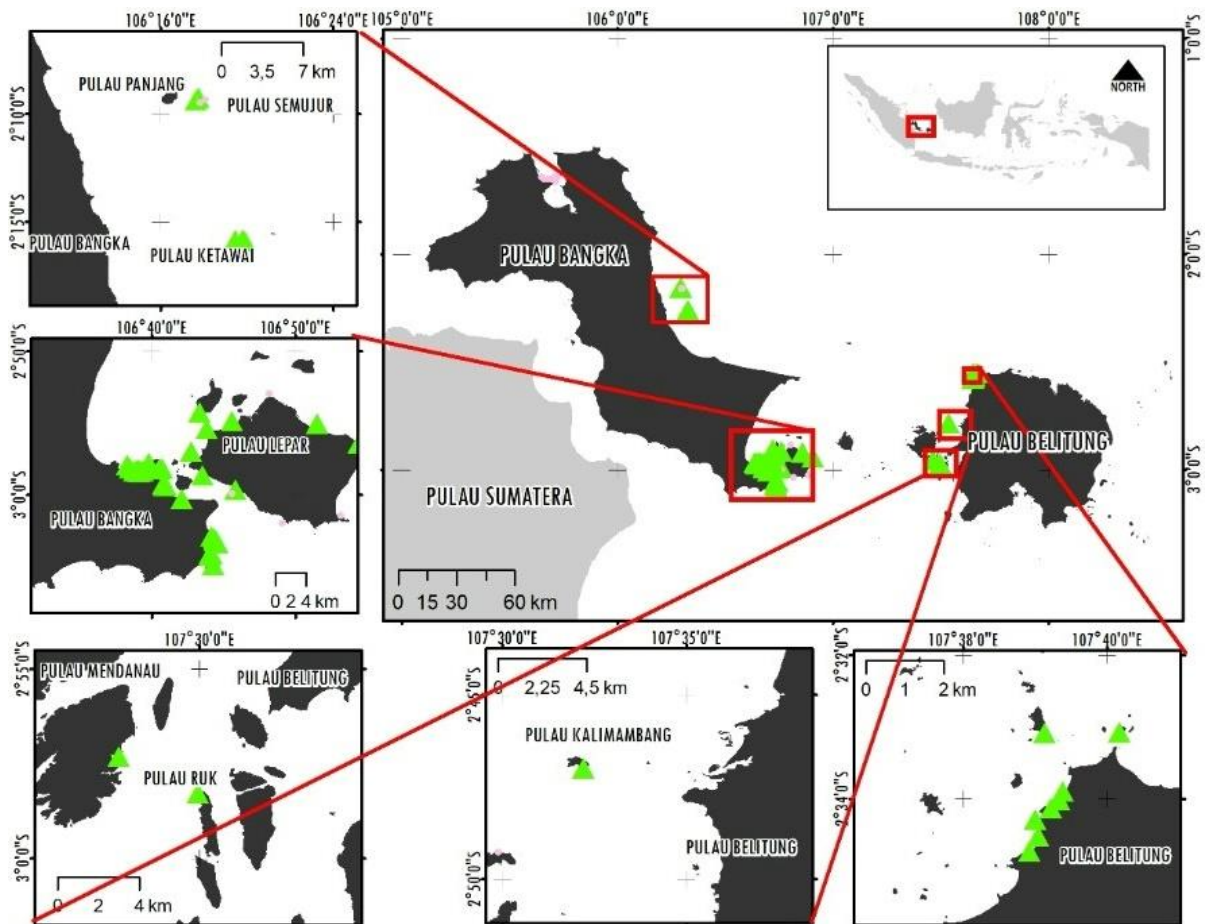 106°16'0"E 106°24'0"E
2°10'0"S
2°15'0"S
0 3,5 7 km
PULAU PANJANG
PULAU SEMUJUR
PULAU BANGKA
PULAU KETAWAI
105°0'0"E 106°0'0"E 107°0'0"E 108°0'0"E
1°0'0"S
2°0'0"S
3°0'0"S
NORTH
PULAU BANGKA
PULAU BELITUNG
PULAU SUMATERA
0 15 30 60 km
106°40'0"E 106°50'0"E
2°50'0"S
3°0'0"S
PULAU LEPAR
PULAU BANGKA
0 2 4 km
107°30'0"E
2°55'0"S
3°0'0"S
PULAU MENDANAU
PULAU BELITUNG
PULAU RUK
0 2 4 km
107°30'0"E 107°35'0"E
2°45'0"S
2°50'0"S
0 2,25 4,5 km
PULAU KALIMAMBANG
PULAU BELITUNG
107°38'0"E 107°40'0"E
2°32'0"S
2°34'0"S
0 1 2 km
PULAU BELITUNG